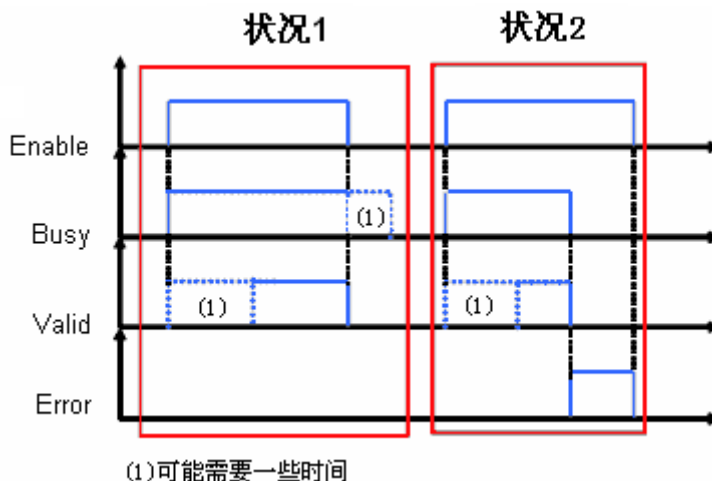 状况1 状况2
Enable
Busy
(1)
Valid
(1) (1)
Error
(1)可能需要一些时间